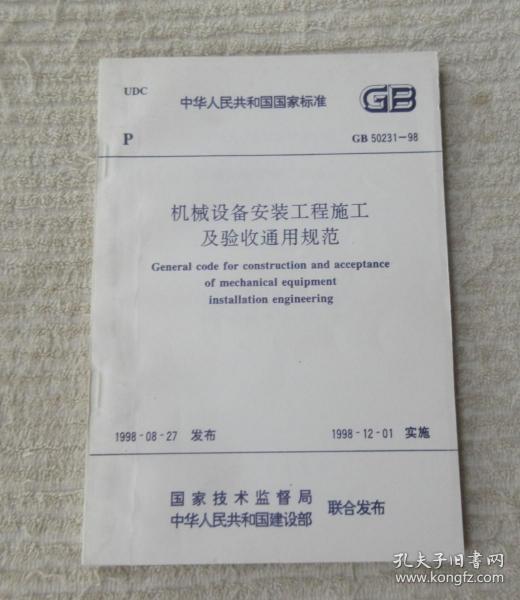 UDC
中华人民共和国国家标准
GB
P
GB 50231—98
机械设备安装工程施工
及验收通用规范
General code for construction and acceptance
of mechanical equipment
installation engineering
1998-08-27 发布
1998-12-01 实施
国家技术监督局
中华人民共和国建设部
联合发布
孔夫子旧书网
www.kongfz.com